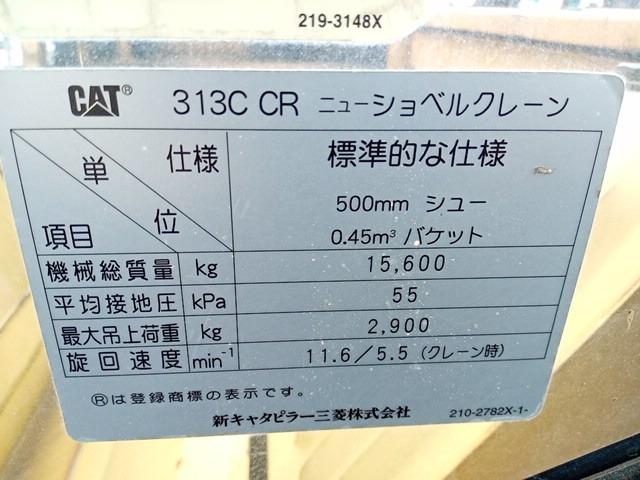 219-3148X
CAT® 313C CR ニューショベルクレーン
単位 仕様 標準的な仕様
項目 500mm シュー
0.45m³ バケット
機械総質量 kg 15,600
平均接地圧 kPa 55
最大吊上荷重 kg 2,900
旋回速度 min⁻¹ 11.6/5.5 (クレーン時)
®は登録商標の表示です。
新キャタピラー三菱株式会社 210-2782X-1-